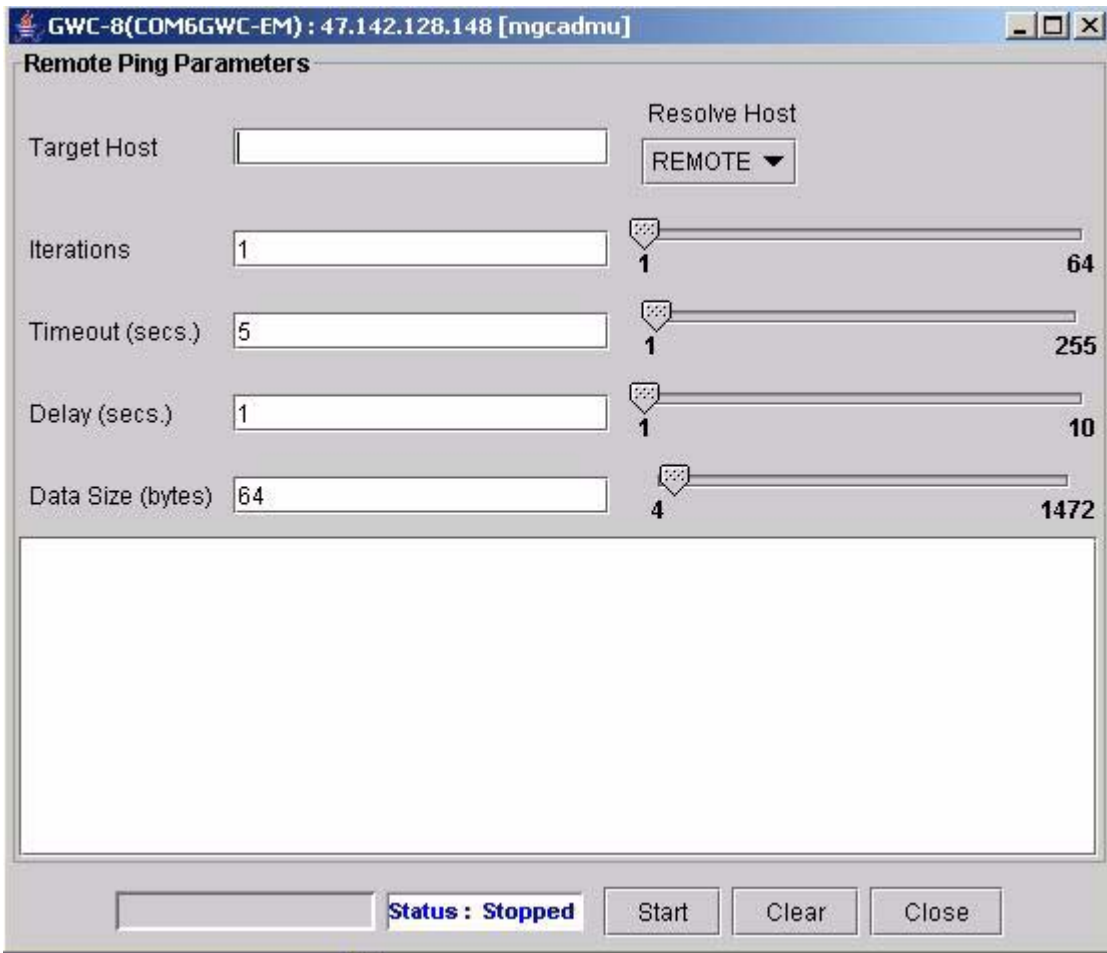 GWC-8(COM6GWC-EM) : 47.142.128.148 [mgcadmu]
Remote Ping Parameters
Resolve Host
Target Host
REMOTE
Iterations 1
1 64
Timeout (secs.) 5
1 255
Delay (secs.) 1
1 10
Data Size (bytes) 64
4 1472
Status : Stopped Start Clear Close